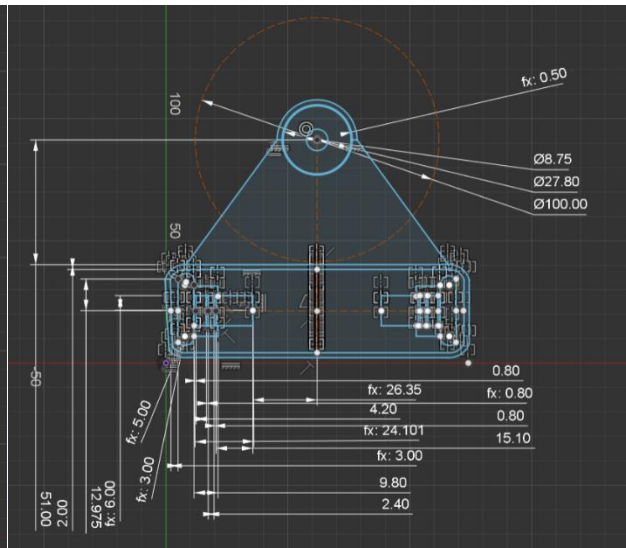 fx: 0.50
100
Ø8.75
Ø27.80
Ø100.00
50
-50
0.80
fx: 26.35
fx: 0.80
4.20
0.80
fx: 24.101
15.10
fx: 3.00
9.80
2.40
fx: 5.00
fx: 3.00
fx: 6.00
12.975
2.00
51.00